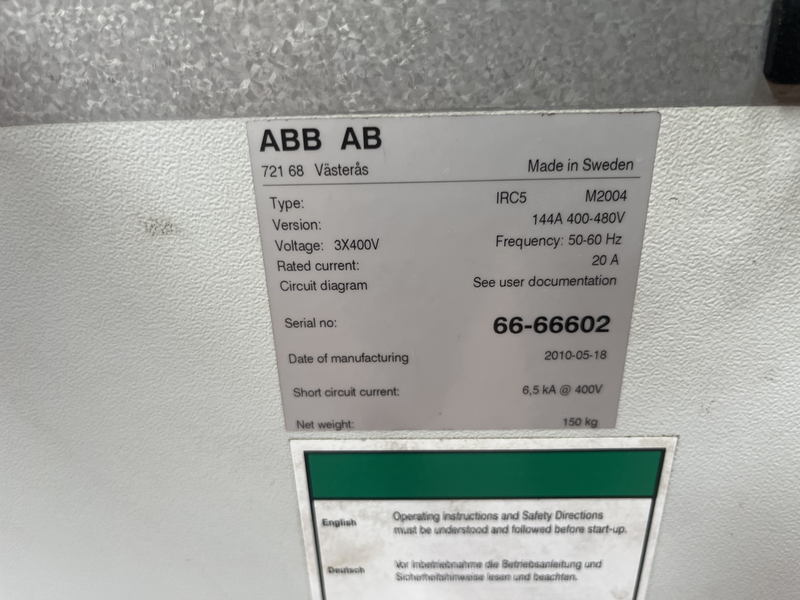 ABB AB
721 68 Västerås Made in Sweden
Type: IRC5 M2004
Version: 144A 400-480V
Voltage: 3X400V Frequency: 50-60 Hz
Rated current: 20 A
Circuit diagram See user documentation
Serial no: 66-66602
Date of manufacturing 2010-05-18
Short circuit current: 6,5 kA @ 400V
Net weight: 150 kg
English Operating instructions and Safety Directions
must be understood and followed before start-up.
Deutsch Vor Inbetriebnahme die Betriebsanleitung und
Sicherheitshinweise lesen und beachten.